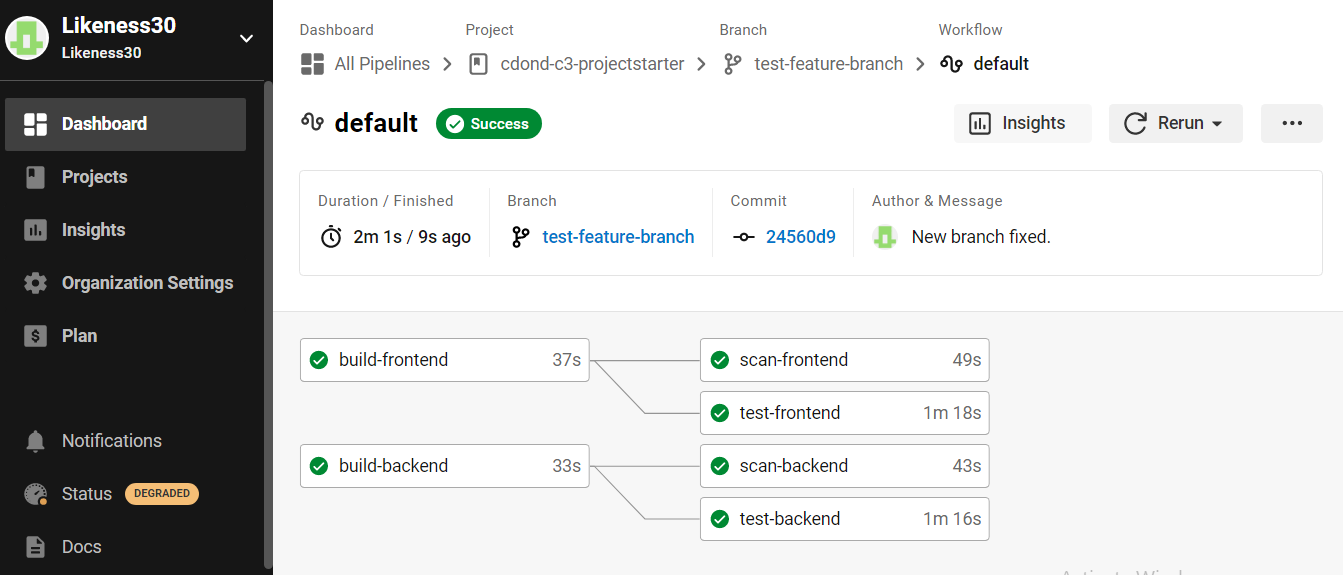 Likeness30
Likeness30
Dashboard
Projects
Insights
Organization Settings
Plan
Notifications
Status DEGRADED
Docs
Dashboard Project Branch Workflow
All Pipelines > cdond-c3-projectstarter > test-feature-branch > default
default Success Insights Rerun
Duration / Finished Branch Commit Author & Message
2m 1s / 9s ago test-feature-branch 24560d9 New branch fixed.
build-frontend 37s scan-frontend 49s
test-frontend 1m 18s
build-backend 33s scan-backend 43s
test-backend 1m 16s